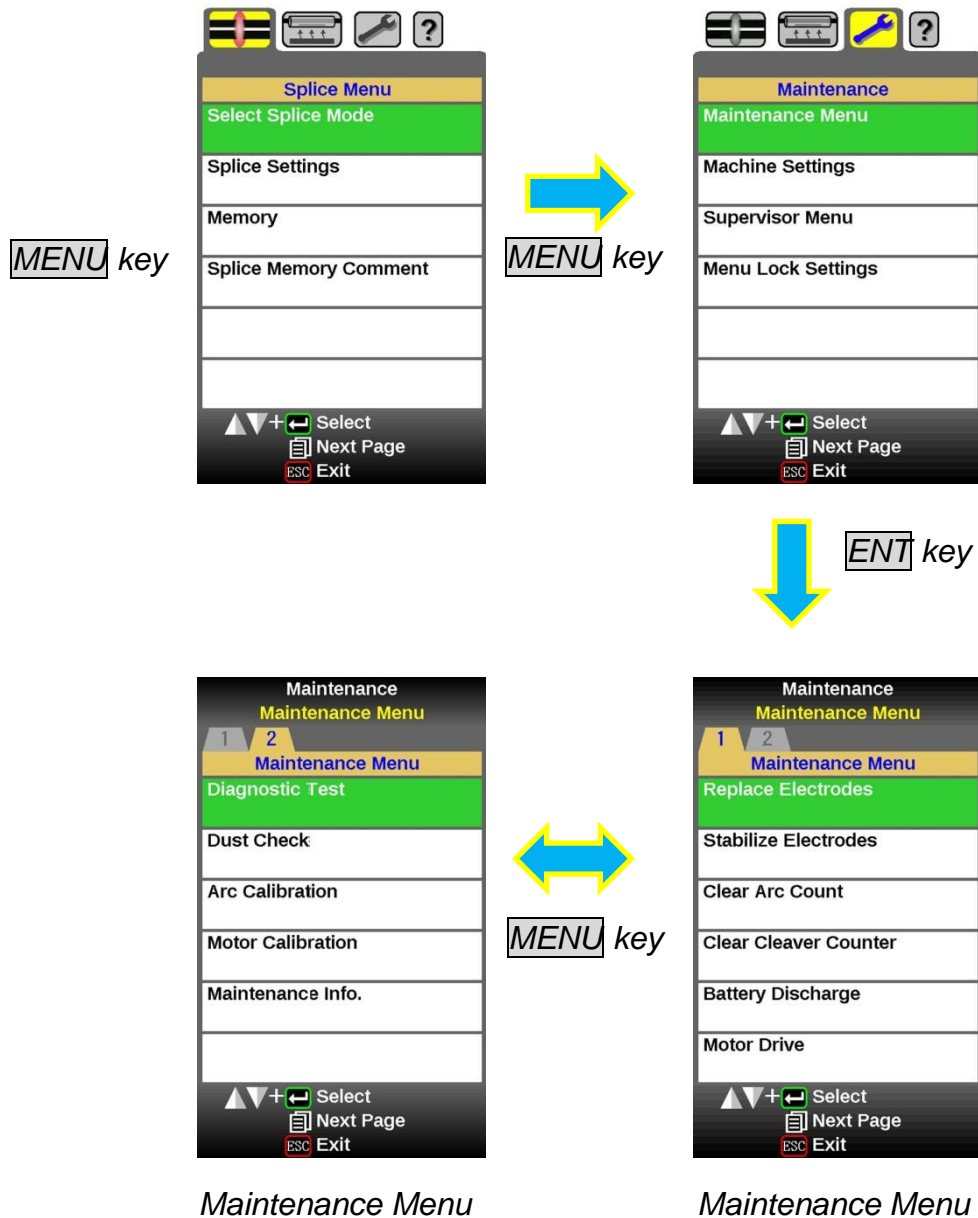 ?
Splice Menu
Select Splice Mode
Splice Settings
Memory
Splice Memory Comment
+ Select
Next Page
ESC Exit
MENU key
MENU key
?
Maintenance
Maintenance Menu
Machine Settings
Supervisor Menu
Menu Lock Settings
+ Select
Next Page
ESC Exit
ENT key
Maintenance
Maintenance Menu
1 2
Maintenance Menu
Diagnostic Test
Dust Check
Arc Calibration
Motor Calibration
Maintenance Info.
+ Select
Next Page
ESC Exit
Maintenance Menu
MENU key
Maintenance
Maintenance Menu
1 2
Maintenance Menu
Replace Electrodes
Stabilize Electrodes
Clear Arc Count
Clear Cleaver Counter
Battery Discharge
Motor Drive
+ Select
Next Page
ESC Exit
Maintenance Menu